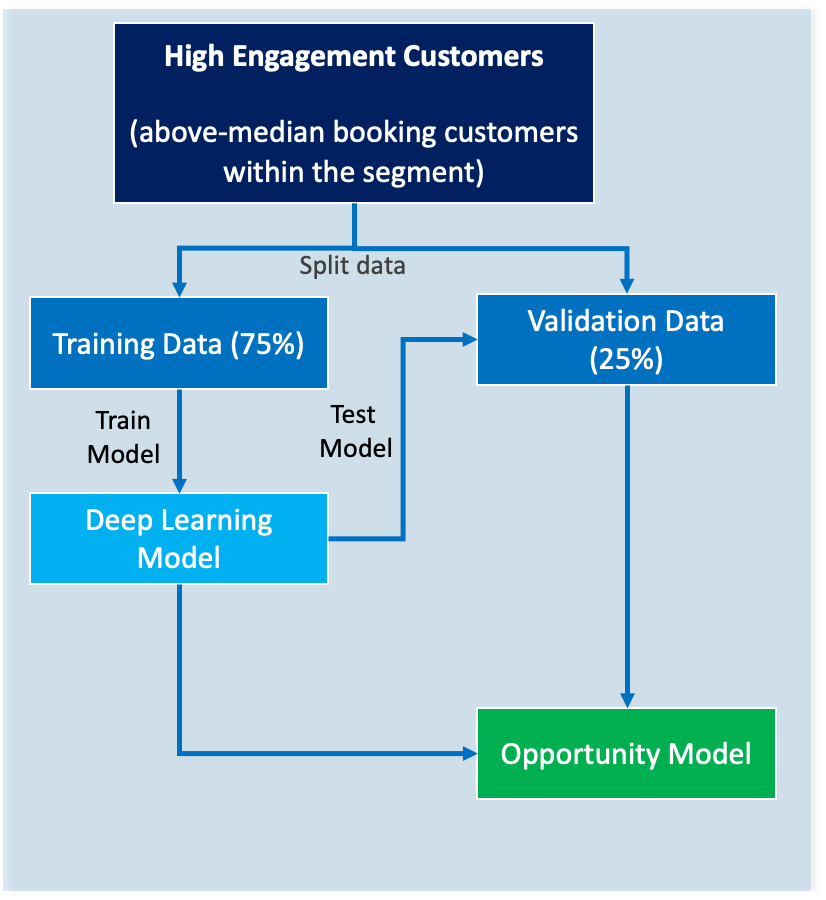 High Engagement Customers
(above-median booking customers
within the segment)
Split data
Training Data (75%)
Validation Data
(25%)
Train
Model
Test
Model
Deep Learning
Model
Opportunity Model